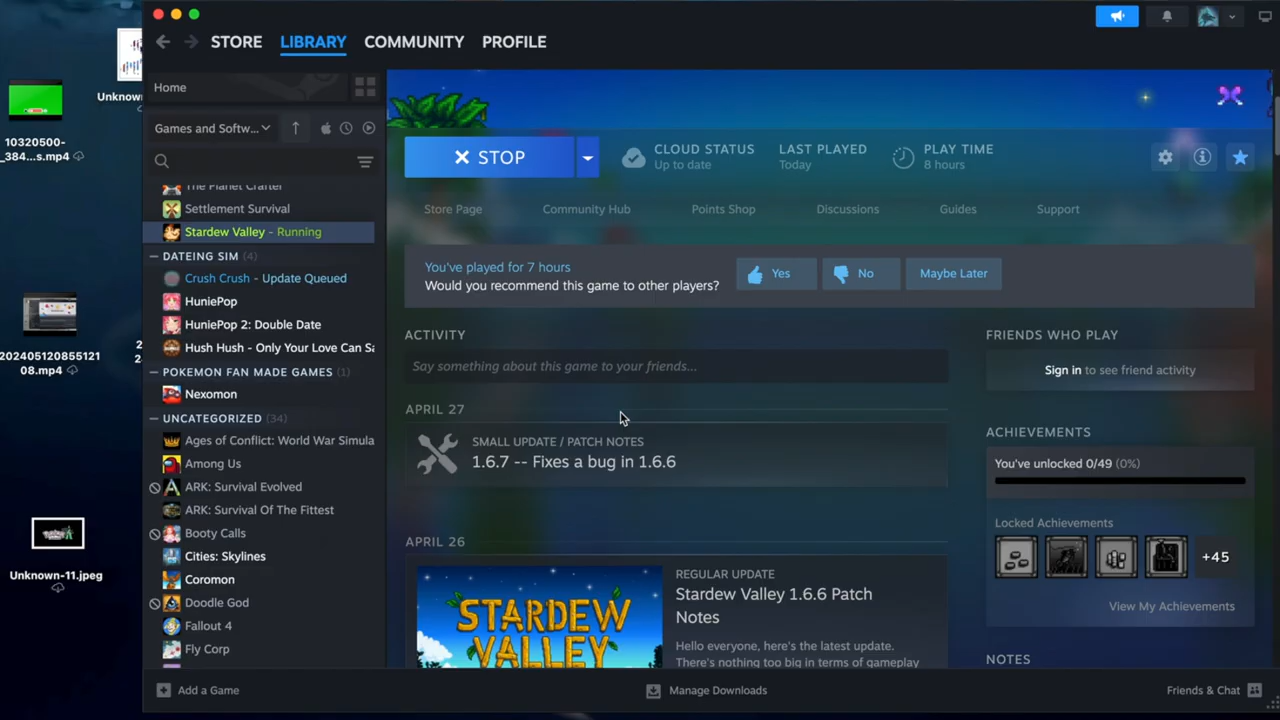 STORE
LIBRARY
COMMUNITY
PROFILE
Unknown
10320500-
_384...s.mp4
202405120855121
08.mp4
2
Unknown-11.jpeg
Home
Games and Softw...
The Planet Crafter
Settlement Survival
Stardew Valley - Running
DATEING SIM (4)
Crush Crush - Update Queued
HuniePop
HuniePop 2: Double Date
Hush Hush - Only Your Love Can Sa
POKEMON FAN MADE GAMES (1)
Nexomon
UNCATEGORIZED (34)
Ages of Conflict: World War Simula
Among Us
ARK: Survival Evolved
ARK: Survival Of The Fittest
Booty Calls
Cities: Skylines
Coromon
Doodle God
Fallout 4
Fly Corp
STOP
CLOUD STATUS
Up to date
LAST PLAYED
Today
PLAY TIME
8 hours
Store Page
Community Hub
Points Shop
Discussions
Guides
Support
You've played for 7 hours
Would you recommend this game to other players?
Yes
No
Maybe Later
ACTIVITY
Say something about this game to your friends...
APRIL 27
SMALL UPDATE / PATCH NOTES
1.6.7 -- Fixes a bug in 1.6.6
APRIL 26
STARDEW
VALLEY
REGULAR UPDATE
Stardew Valley 1.6.6 Patch
Notes
Hello everyone, here's the latest update.
There's nothing too big in terms of gameplay
FRIENDS WHO PLAY
Sign in to see friend activity
ACHIEVEMENTS
You've unlocked 0/49 (0%)
Locked Achievements
+45
View My Achievements
NOTES
Add a Game
Manage Downloads
Friends & Chat